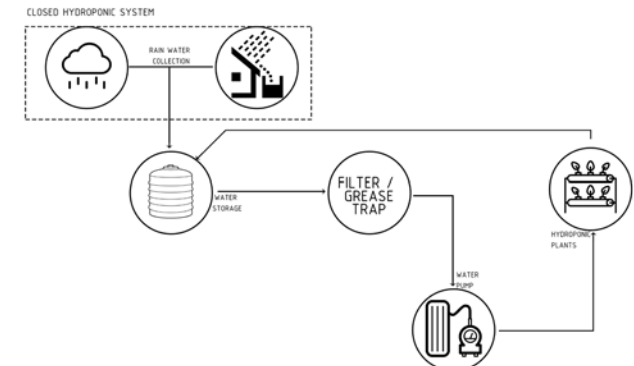 CLOSED HYDROPONIC SYSTEM
RAIN WATER
COLLECTION
WATER
STORAGE
FILTER /
GREASE
TRAP
HYDROPONIC
PLANTS
WATER
PUMP